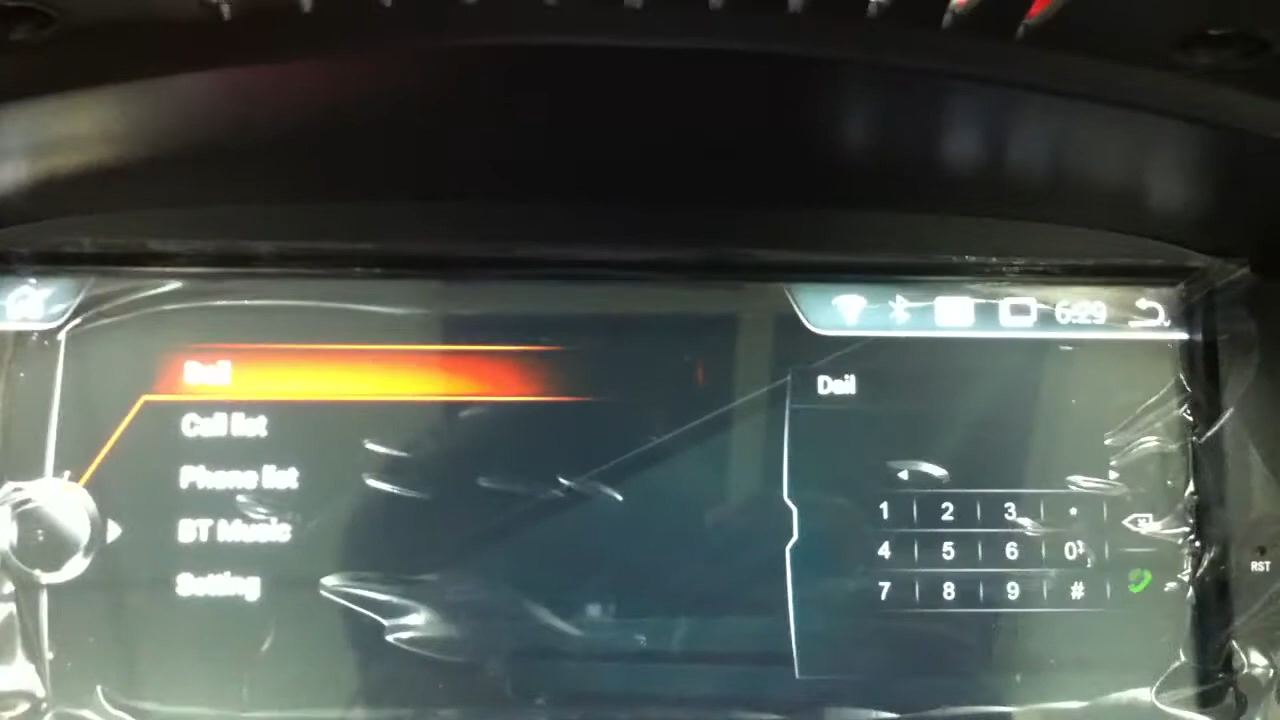 6:29
Dail
Call list
Phone list
BT Music
Setting
Dail
1 2 3 *
4 5 6 0
7 8 9 #
RST